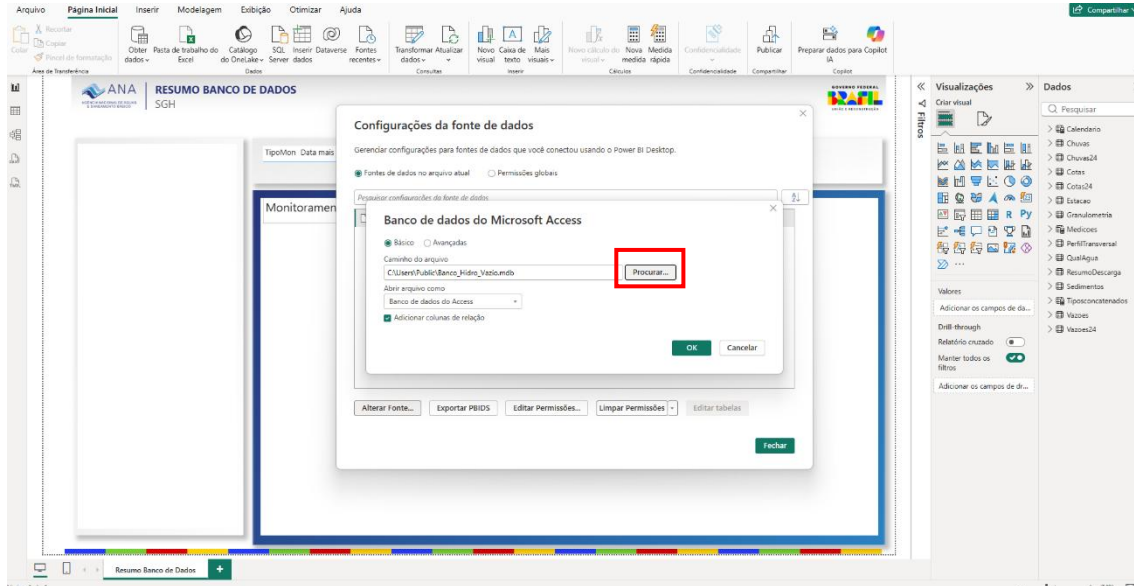 Arquivo Página Inicial Inserir Modelagem Exibição Otimizar Ajuda
Compartilhar
Colar
Recortar
Copiar
Pincel de formatação
Obter dados
Pasta de trabalho do Excel
Catálogo do OneLake
SQL Server
Inserir dados
Dataverse
Fontes recentes
Transformar dados
Atualizar
Novo visual
Caixa de texto
Mais visuais
Novo cálculo do visual
Nova medida
Medida rápida
Confidencialidade
Publicar
Preparar dados para Copilot IA
Área de Transferência Dados Consultas Inserir Cálculos Confidencialidade Compartilhar Copilot
ANA
RESUMO BANCO DE DADOS
SGH
GOVERNO FEDERAL
BRASIL
UNIÃO E RECONSTRUÇÃO
TipoMon Data mais
Monitoramen
Configurações da fonte de dados
Gerenciar configurações para fontes de dados que você conectou usando o Power BI Desktop.
Fontes de dados no arquivo atual Permissões globais
Pesquisar configurações da fonte de dados
Banco de dados do Microsoft Access
Básico Avançadas
Caminho do arquivo
C:\Users\Public\Banco_Hidro_Vazio.mdb
Procurar...
Abrir arquivo como
Banco de dados do Access
Adicionar colunas de relação
OK Cancelar
Alterar Fonte... Exportar PBIDS Editar Permissões... Limpar Permissões Editar tabelas
Fechar
Filtros
Visualizações
Criar visual
R Py
Valores
Adicionar os campos de da...
Drill-through
Relatório cruzado
Manter todos os filtros
Adicionar os campos de dr...
Dados
Pesquisar
Calendario
Chuvas
Chuvas24
Cotas
Cotas24
Estacao
Granulometria
Medicoes
PerfilTransversal
QualAgua
ResumoDescarga
Sedimentos
Tiposconcatenados
Vazoes
Vazoes24
Resumo Banco de Dados